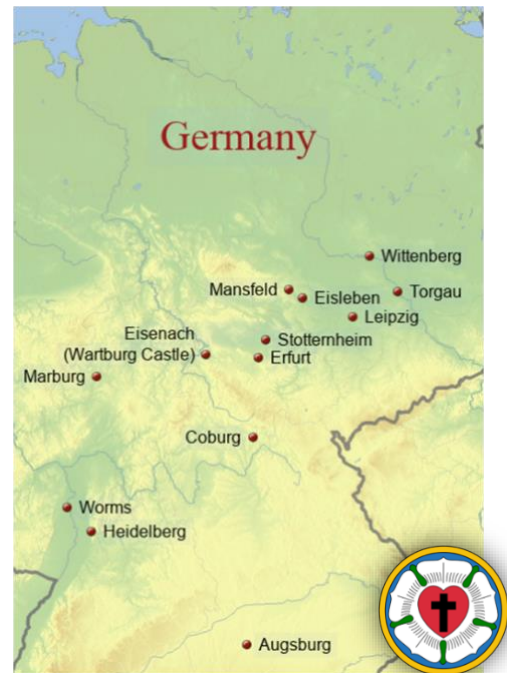 Germany
Wittenberg
Mansfeld
Eisleben
Torgau
Leipzig
Eisenach
(Wartburg Castle)
Stotternheim
Erfurt
Marburg
Coburg
Worms
Heidelberg
Augsburg